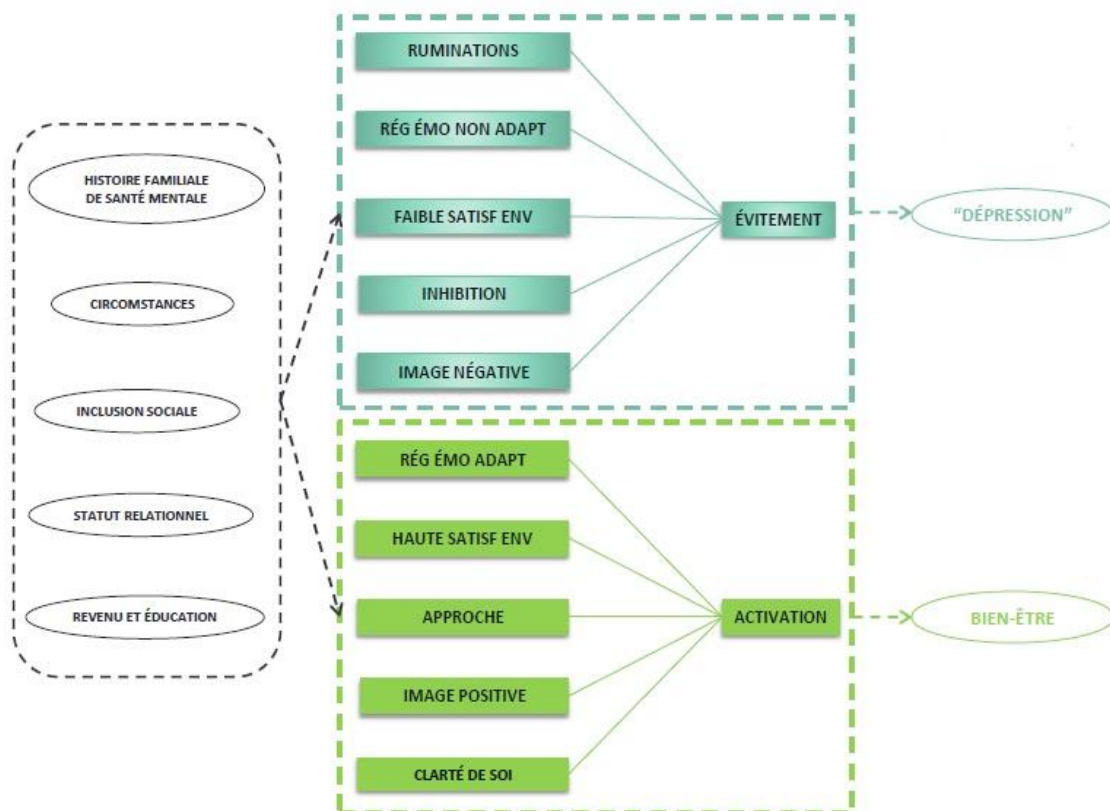 HISTOIRE FAMILIALE
DE SANTÉ MENTALE
CIRCOMSTANCES
INCLUSION SOCIALE
STATUT RELATIONNEL
REVENU ET ÉDUCATION
RUMINATIONS
RÉG ÉMO NON ADAPT
FAIBLE SATISF ENV
INHIBITION
IMAGE NÉGATIVE
ÉVITEMENT
“DÉPRESSION”
RÉG ÉMO ADAPT
HAUTE SATISF ENV
APPROCHE
IMAGE POSITIVE
CLARTÉ DE SOI
ACTIVATION
BIEN-ÊTRE